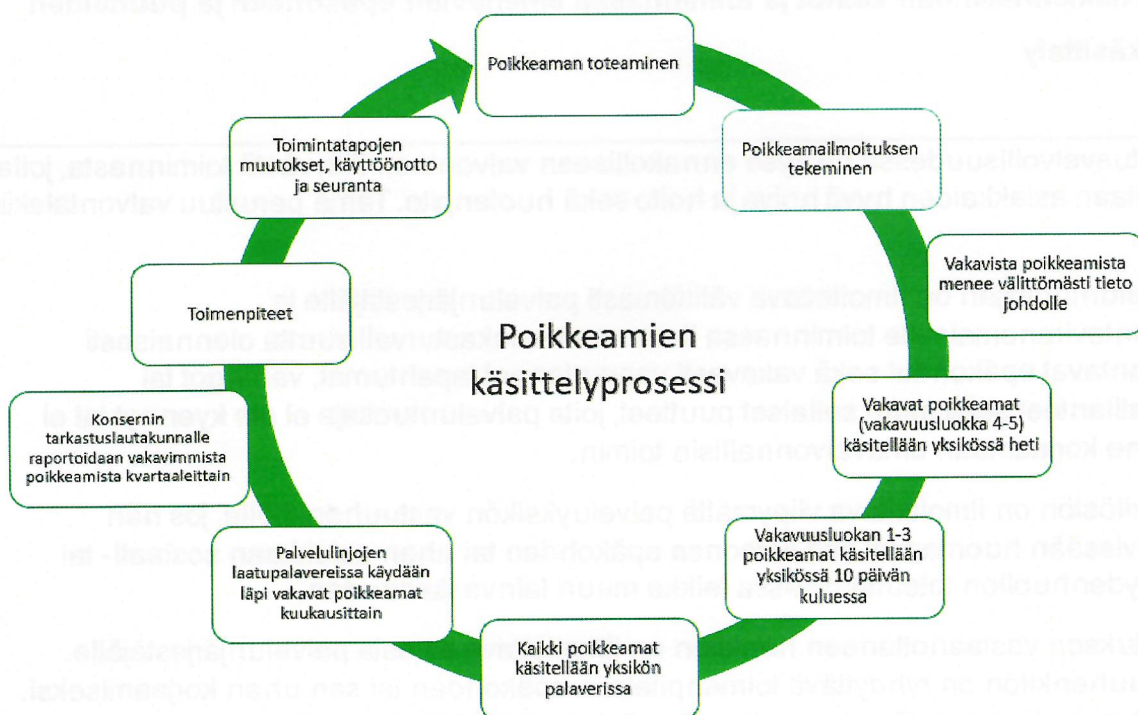 Poikkeamien
käsittelyprosessi
Poikkeaman toteaminen
Poikkeamailmoituksen
tekeminen
Vakavista poikkeamista
menee välittömästi tieto
johdolle
Vakavat poikkeamat
(vakavuusluokka 4-5)
käsitellään yksikössä heti
Vakavuusluokan 1-3
poikkeamat käsitellään
yksikössä 10 päivän
kuluessa
Kaikki poikkeamat
käsitellään yksikön
palaverissa
Palvelulinjojen
laatupalavereissa käydään
läpi vakavat poikkeamat
kuukausittain
Konsernin
tarkastuslautakunnalle
raportoidaan vakavimmista
poikkeamista kvartaaleittain
Toimenpiteet
Toimintatapojen
muutokset, käyttöönotto
ja seuranta